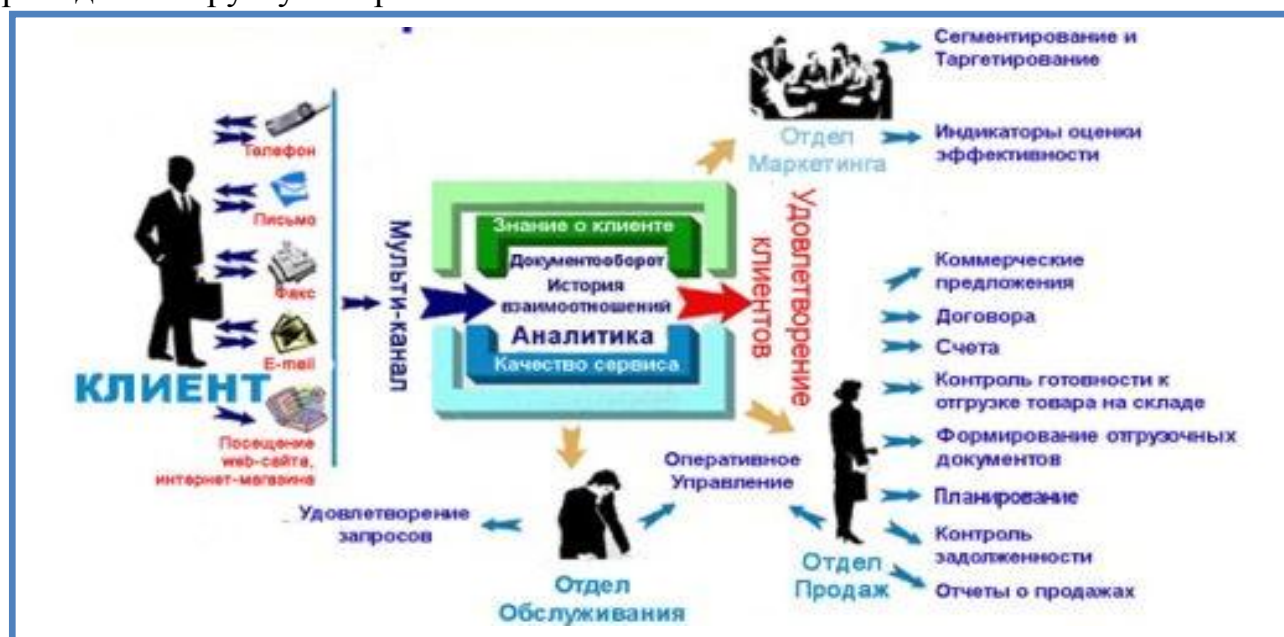 Сегментирование и
Таргетирование
Индикаторы оценки
эффективности
Отдел
Маркетинга
Телефон
Письмо
Факс
E-mail
КЛИЕНТ
Посещение
web-сайта,
интернет-магазина
Мульти-канал
Знание о клиенте
Документооборот
История
взаимоотношений
Аналитика
Качество сервиса
Удовлетворение
клиентов
Коммерческие
предложения
Договора
Счета
Контроль готовности к
отгрузке товара на складе
Формирование отгрузочных
документов
Планирование
Контроль
задолженности
Отчеты о продажах
Отдел
Продаж
Оперативное
Управление
Удовлетворение
запросов
Отдел
Обслуживания